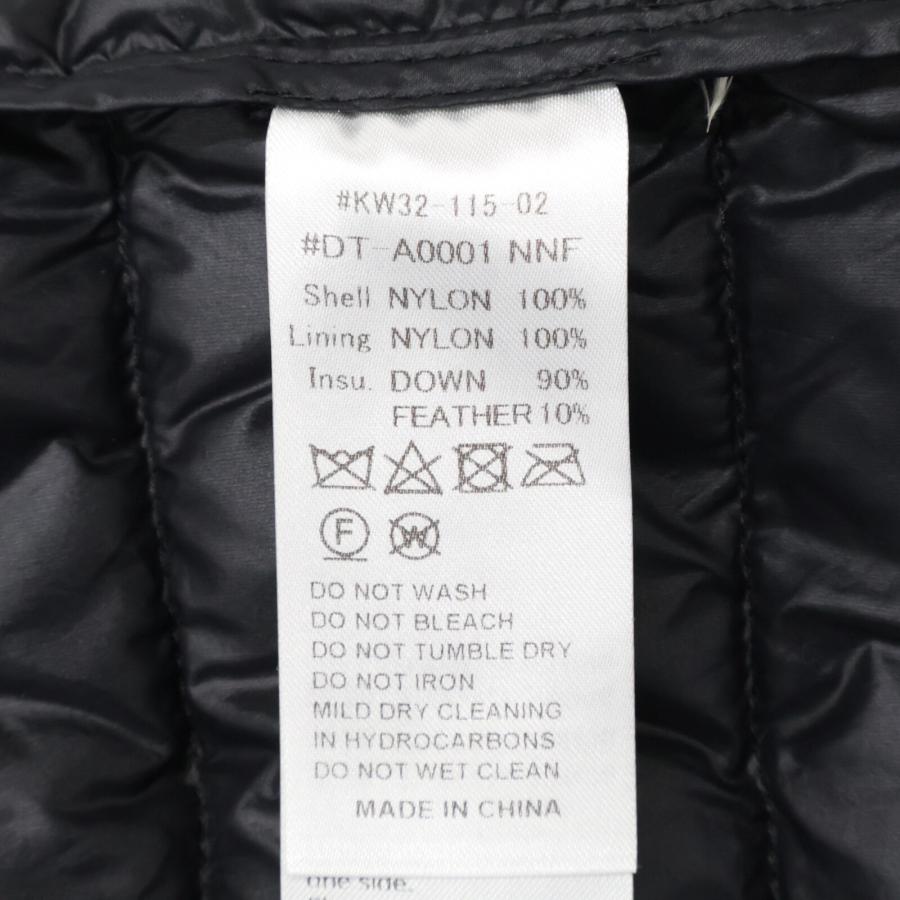 #KW32-115-02
#DT-A0001 NNF
Shell NYLON 100%
Lining NYLON 100%
Insu. DOWN 90%
FEATHER 10%
F W
DO NOT WASH
DO NOT BLEACH
DO NOT TUMBLE DRY
DO NOT IRON
MILD DRY CLEANING
IN HYDROCARBONS
DO NOT WET CLEAN
MADE IN CHINA
one side.